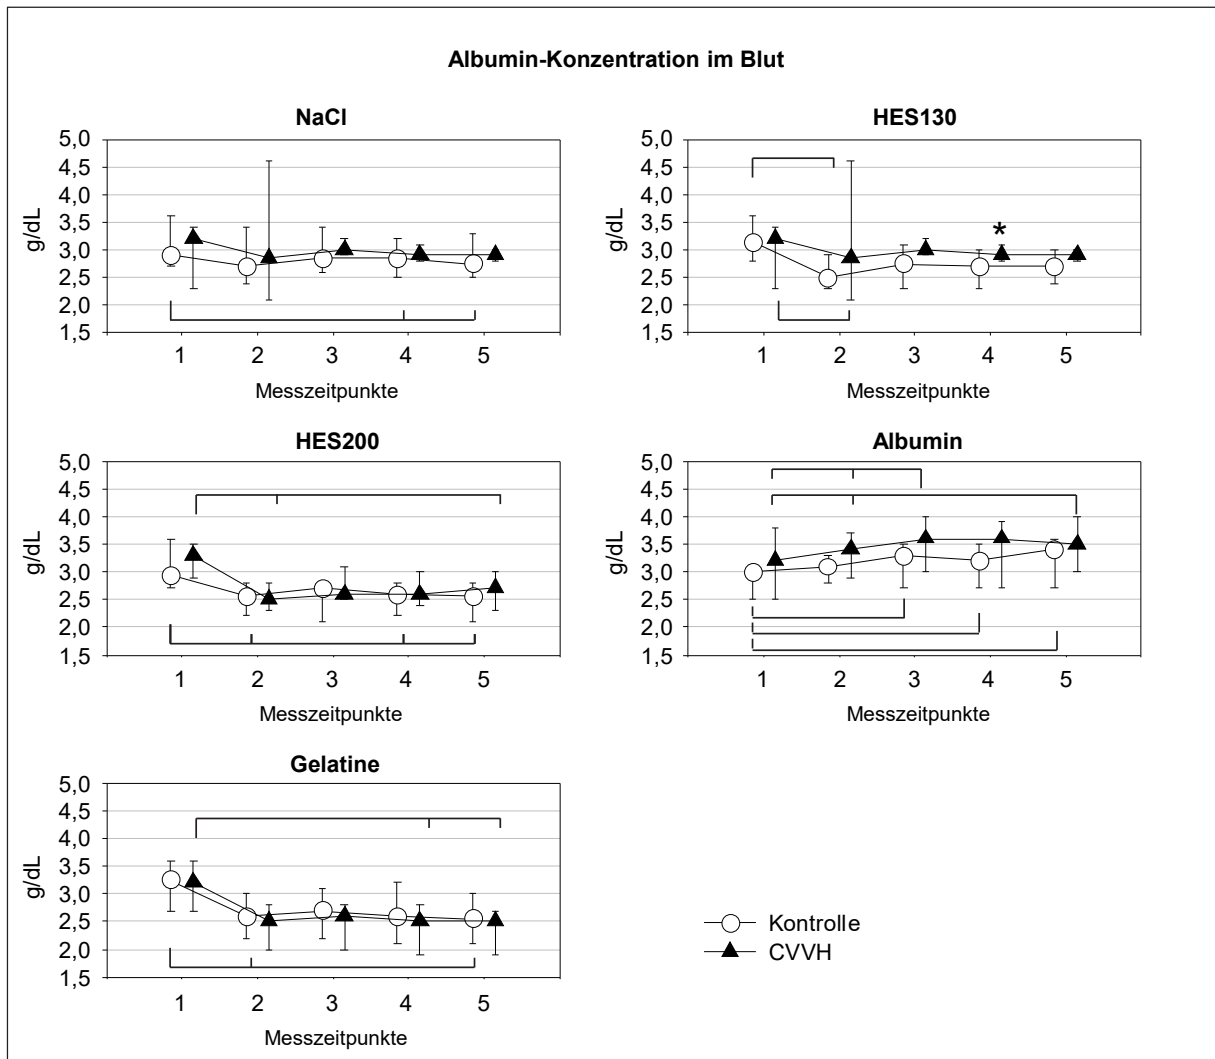 Albumin-Konzentration im Blut
NaCl
g/dL
5,0
4,5
4,0
3,5
3,0
2,5
2,0
1,5
1 2 3 4 5
Messzeitpunkte
HES130
g/dL
5,0
4,5
4,0
3,5
3,0
2,5
2,0
1,5
*
1 2 3 4 5
Messzeitpunkte
HES200
g/dL
5,0
4,5
4,0
3,5
3,0
2,5
2,0
1,5
1 2 3 4 5
Messzeitpunkte
Albumin
g/dL
5,0
4,5
4,0
3,5
3,0
2,5
2,0
1,5
1 2 3 4 5
Messzeitpunkte
Gelatine
g/dL
5,0
4,5
4,0
3,5
3,0
2,5
2,0
1,5
1 2 3 4 5
Messzeitpunkte
Kontrolle
CVVH